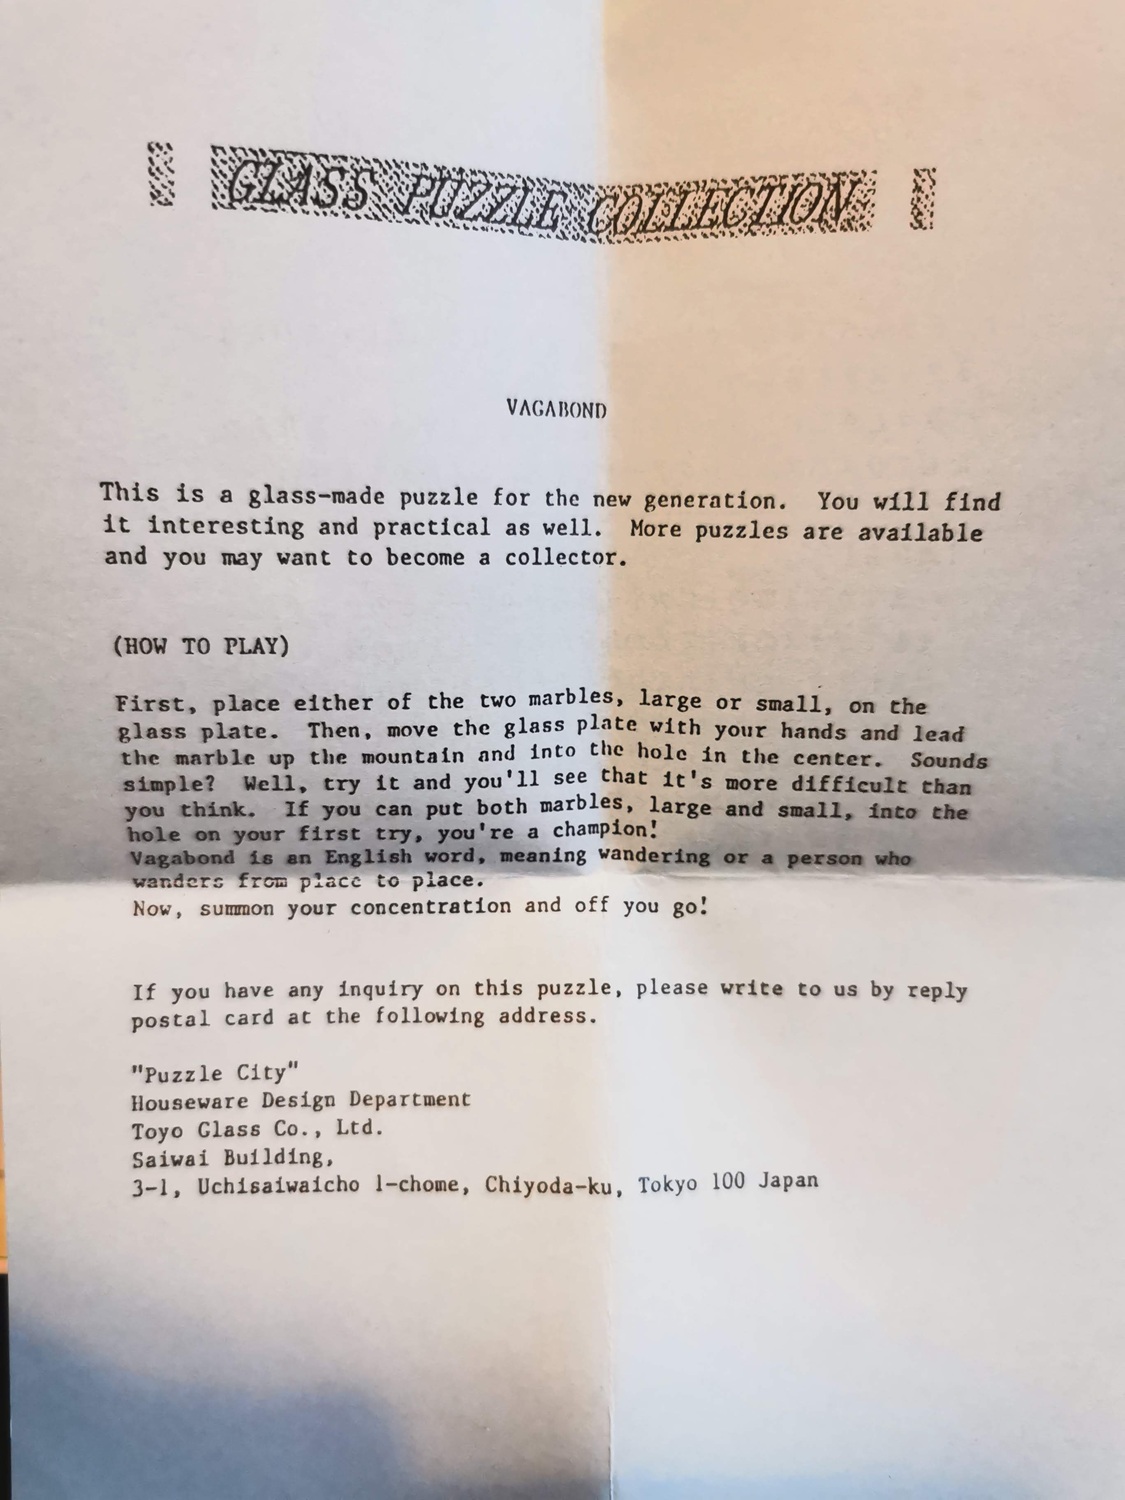 GLASS PUZZLE COLLECTION
VAGABOND
This is a glass-made puzzle for the new generation. You will find
it interesting and practical as well. More puzzles are available
and you may want to become a collector.
(HOW TO PLAY)
First, place either of the two marbles, large or small, on the
glass plate. Then, move the glass plate with your hands and lead
the marble up the mountain and into the hole in the center. Sounds
simple? Well, try it and you'll see that it's more difficult than
you think. If you can put both marbles, large and small, into the
hole on your first try, you're a champion!
Vagabond is an English word, meaning wandering or a person who
wanders from place to place.
Now, summon your concentration and off you go!
If you have any inquiry on this puzzle, please write to us by reply
postal card at the following address.
"Puzzle City"
Houseware Design Department
Toyo Glass Co., Ltd.
Saiwai Building,
3-1, Uchisaiwaicho 1-chome, Chiyoda-ku, Tokyo 100 Japan